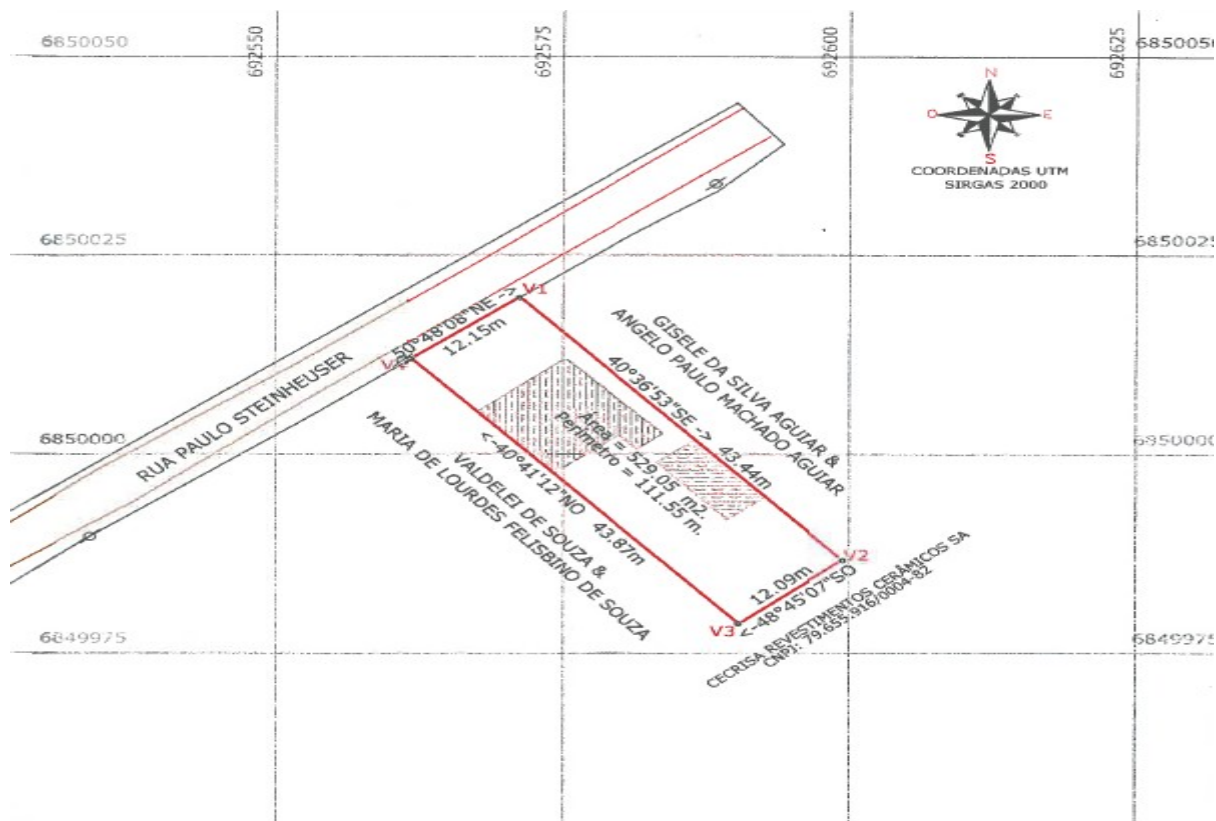 692550
692575
692600
692625
6850050
6850050
N
O
E
S
COORDENADAS UTM
SIRGAS 2000
6850025
6850025
V1
50°48'08"NE ->
12.15m
RUA PAULO STEINHEUSER
GISELE DA SILVA AGUIAR &
ANGELO PAULO MACHADO AGUIAR
40°36'53"SE -> 43.44m
Área = 529.05 m2.
Perímetro = 111.55 m.
6850000
6850000
<-40°41'12"NO 43.87m
VALDELEI DE SOUZA &
MARIA DE LOURDES FELISBINO DE SOUZA
V2
12.09m
<-48°45'07"SO
V3
CECRISA REVESTIMENTOS CERÂMICOS SA
CNPJ: 79.655.916/0004-82
6849975
6849975